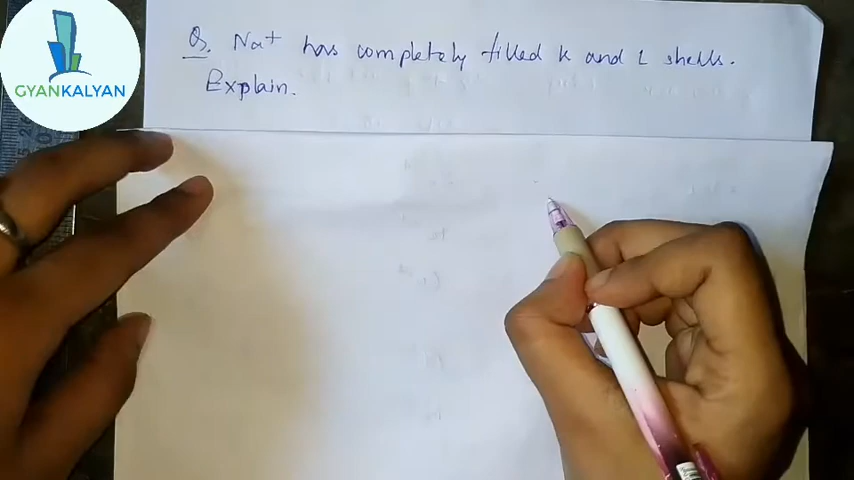 GYANKALYAN
Q. Na+ has completely filled K and L shells.
Explain.